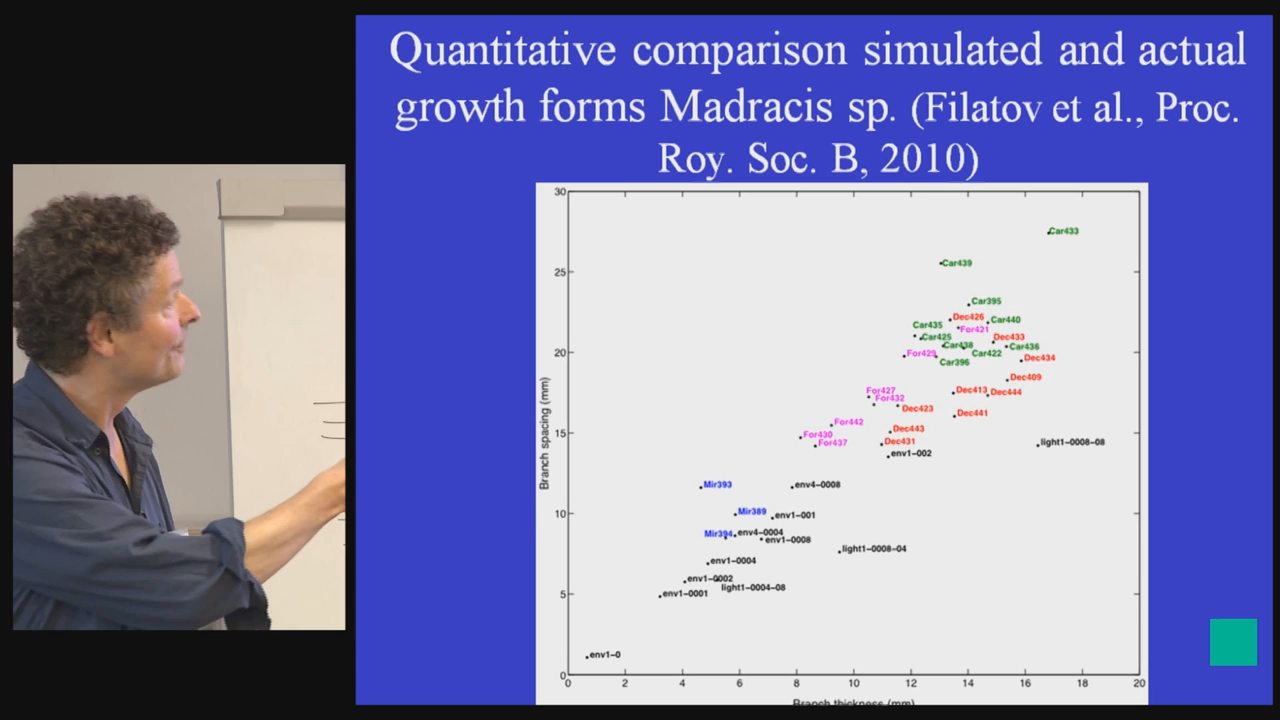 Quantitative comparison simulated and actual
growth forms Madracis sp. (Filatov et al., Proc.
Roy. Soc. B, 2010)
30
Car433
25
Car439
Car395
Dec426
Car440
Car435
For421
Car425
Dec433
Car438
Car436
20
For429
Car422
Dec434
Car396
Dec409
For427
Dec413
Dec444
For432
Dec423
Dec441
For442
15
For430
Dec443
For437
Dec431
light1-0008-08
env1-002
Branch spacing (mm)
Mir393
env4-0008
10
Mir389
env1-001
Mir394
env4-0004
env1-0008
light1-0008-04
env1-0004
env1-0002
light1-0004-08
5
env1-0001
env1-0
0
0 2 4 6 8 10 12 14 16 18 20
Branch thickness (mm)